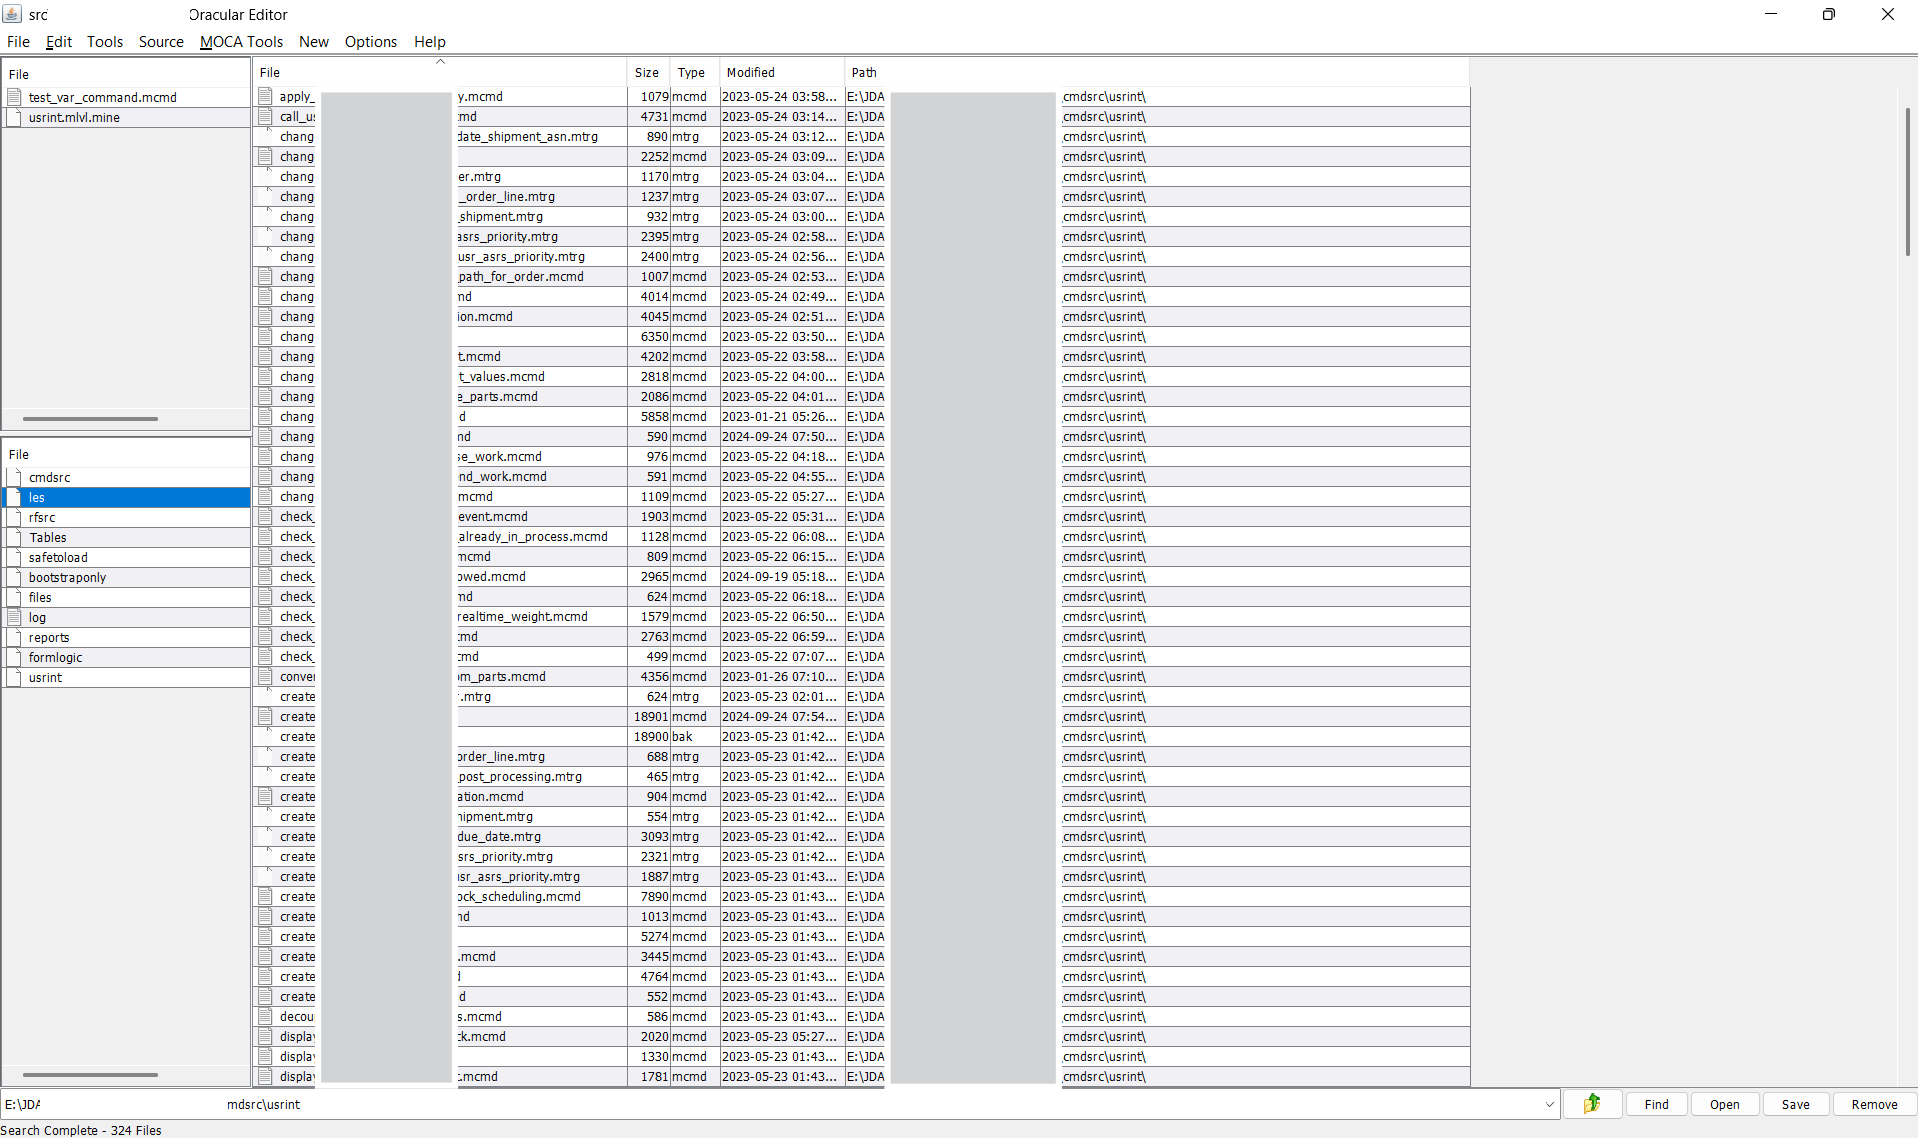 src Oracular Editor
File Edit Tools Source MOCA Tools New Options Help
File
test_var_command.mcmd
usrint.mlvl.mine
File
cmdsrc
les
rfsrc
Tables
safetoload
bootstraponly
files
log
reports
formlogic
usrint
File Size Type Modified Path
apply_ y.mcmd 1079 mcmd 2023-05-24 03:58... E:\JDA cmdsrc\usrint\
call_us md 4731 mcmd 2023-05-24 03:14... E:\JDA cmdsrc\usrint\
chang date_shipment_asn.mtrg 890 mtrg 2023-05-24 03:12... E:\JDA cmdsrc\usrint\
chang 2252 mcmd 2023-05-24 03:09... E:\JDA cmdsrc\usrint\
chang er.mtrg 1170 mtrg 2023-05-24 03:04... E:\JDA cmdsrc\usrint\
chang _order_line.mtrg 1237 mtrg 2023-05-24 03:07... E:\JDA cmdsrc\usrint\
chang _shipment.mtrg 932 mtrg 2023-05-24 03:00... E:\JDA cmdsrc\usrint\
chang asrs_priority.mtrg 2395 mtrg 2023-05-24 02:58... E:\JDA cmdsrc\usrint\
chang usr_asrs_priority.mtrg 2400 mtrg 2023-05-24 02:56... E:\JDA cmdsrc\usrint\
chang path_for_order.mcmd 1007 mcmd 2023-05-24 02:53... E:\JDA cmdsrc\usrint\
chang md 4014 mcmd 2023-05-24 02:49... E:\JDA cmdsrc\usrint\
chang ion.mcmd 4045 mcmd 2023-05-24 02:51... E:\JDA cmdsrc\usrint\
chang 6350 mcmd 2023-05-22 03:50... E:\JDA cmdsrc\usrint\
chang t.mcmd 4202 mcmd 2023-05-22 03:58... E:\JDA cmdsrc\usrint\
chang t_values.mcmd 2818 mcmd 2023-05-22 04:00... E:\JDA cmdsrc\usrint\
chang e_parts.mcmd 2086 mcmd 2023-05-22 04:01... E:\JDA cmdsrc\usrint\
chang d 5858 mcmd 2023-01-21 05:26... E:\JDA cmdsrc\usrint\
chang md 590 mcmd 2024-09-24 07:50... E:\JDA cmdsrc\usrint\
chang se_work.mcmd 976 mcmd 2023-05-22 04:18... E:\JDA cmdsrc\usrint\
chang nd_work.mcmd 591 mcmd 2023-05-22 04:55... E:\JDA cmdsrc\usrint\
chang mcmd 1109 mcmd 2023-05-22 05:27... E:\JDA cmdsrc\usrint\
check_ event.mcmd 1903 mcmd 2023-05-22 05:31... E:\JDA cmdsrc\usrint\
check_ already_in_process.mcmd 1128 mcmd 2023-05-22 06:08... E:\JDA cmdsrc\usrint\
check_ mcmd 809 mcmd 2023-05-22 06:15... E:\JDA cmdsrc\usrint\
check_ owed.mcmd 2965 mcmd 2024-09-19 05:18... E:\JDA cmdsrc\usrint\
check_ md 624 mcmd 2023-05-22 06:18... E:\JDA cmdsrc\usrint\
check_ realtime_weight.mcmd 1579 mcmd 2023-05-22 06:50... E:\JDA cmdsrc\usrint\
check_ md 2763 mcmd 2023-05-22 06:59... E:\JDA cmdsrc\usrint\
check_ cmd 499 mcmd 2023-05-22 07:07... E:\JDA cmdsrc\usrint\
conver om_parts.mcmd 4356 mcmd 2023-01-26 07:10... E:\JDA cmdsrc\usrint\
create .mtrg 624 mtrg 2023-05-23 02:01... E:\JDA cmdsrc\usrint\
create 18901 mcmd 2024-09-24 07:54... E:\JDA cmdsrc\usrint\
create 18900 bak 2023-05-23 01:42... E:\JDA cmdsrc\usrint\
create order_line.mtrg 688 mtrg 2023-05-23 01:42... E:\JDA cmdsrc\usrint\
create _post_processing.mtrg 465 mtrg 2023-05-23 01:42... E:\JDA cmdsrc\usrint\
create ation.mcmd 904 mcmd 2023-05-23 01:42... E:\JDA cmdsrc\usrint\
create hipment.mtrg 554 mtrg 2023-05-23 01:42... E:\JDA cmdsrc\usrint\
create due_date.mtrg 3093 mtrg 2023-05-23 01:42... E:\JDA cmdsrc\usrint\
create srs_priority.mtrg 2321 mtrg 2023-05-23 01:42... E:\JDA cmdsrc\usrint\
create usr_asrs_priority.mtrg 1887 mtrg 2023-05-23 01:43... E:\JDA cmdsrc\usrint\
create ock_scheduling.mcmd 7890 mcmd 2023-05-23 01:43... E:\JDA cmdsrc\usrint\
create md 1013 mcmd 2023-05-23 01:43... E:\JDA cmdsrc\usrint\
create 5274 mcmd 2023-05-23 01:43... E:\JDA cmdsrc\usrint\
create .mcmd 3445 mcmd 2023-05-23 01:43... E:\JDA cmdsrc\usrint\
create 4764 mcmd 2023-05-23 01:43... E:\JDA cmdsrc\usrint\
create d 552 mcmd 2023-05-23 01:43... E:\JDA cmdsrc\usrint\
decou s.mcmd 586 mcmd 2023-05-23 01:43... E:\JDA cmdsrc\usrint\
display ck.mcmd 2020 mcmd 2023-05-23 05:27... E:\JDA cmdsrc\usrint\
display 1330 mcmd 2023-05-23 01:43... E:\JDA cmdsrc\usrint\
display .mcmd 1781 mcmd 2023-05-23 01:43... E:\JDA cmdsrc\usrint\
E:\JDA mdsrc\usrint Find Open Save Remove
Search Complete - 324 Files